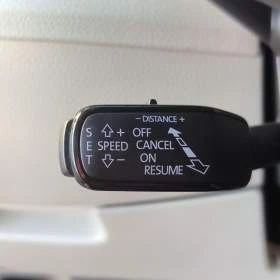 - DISTANCE +
S + OFF
E SPEED CANCEL
T - ON
RESUME